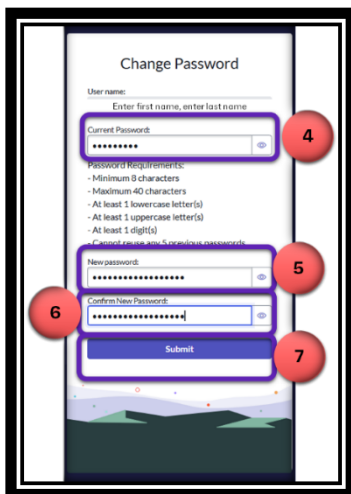 Change Password
User name:
Enter first name, enter last name
Current Password:
•••••••••
4
Password Requirements:
- Minimum 8 characters
- Maximum 40 characters
- At least 1 lowercase letter(s)
- At least 1 uppercase letter(s)
- At least 1 digit(s)
- Cannot reuse any 5 previous passwords
New password:
••••••••••••••••••
5
Confirm New Password:
••••••••••••••••••
6
Submit
7